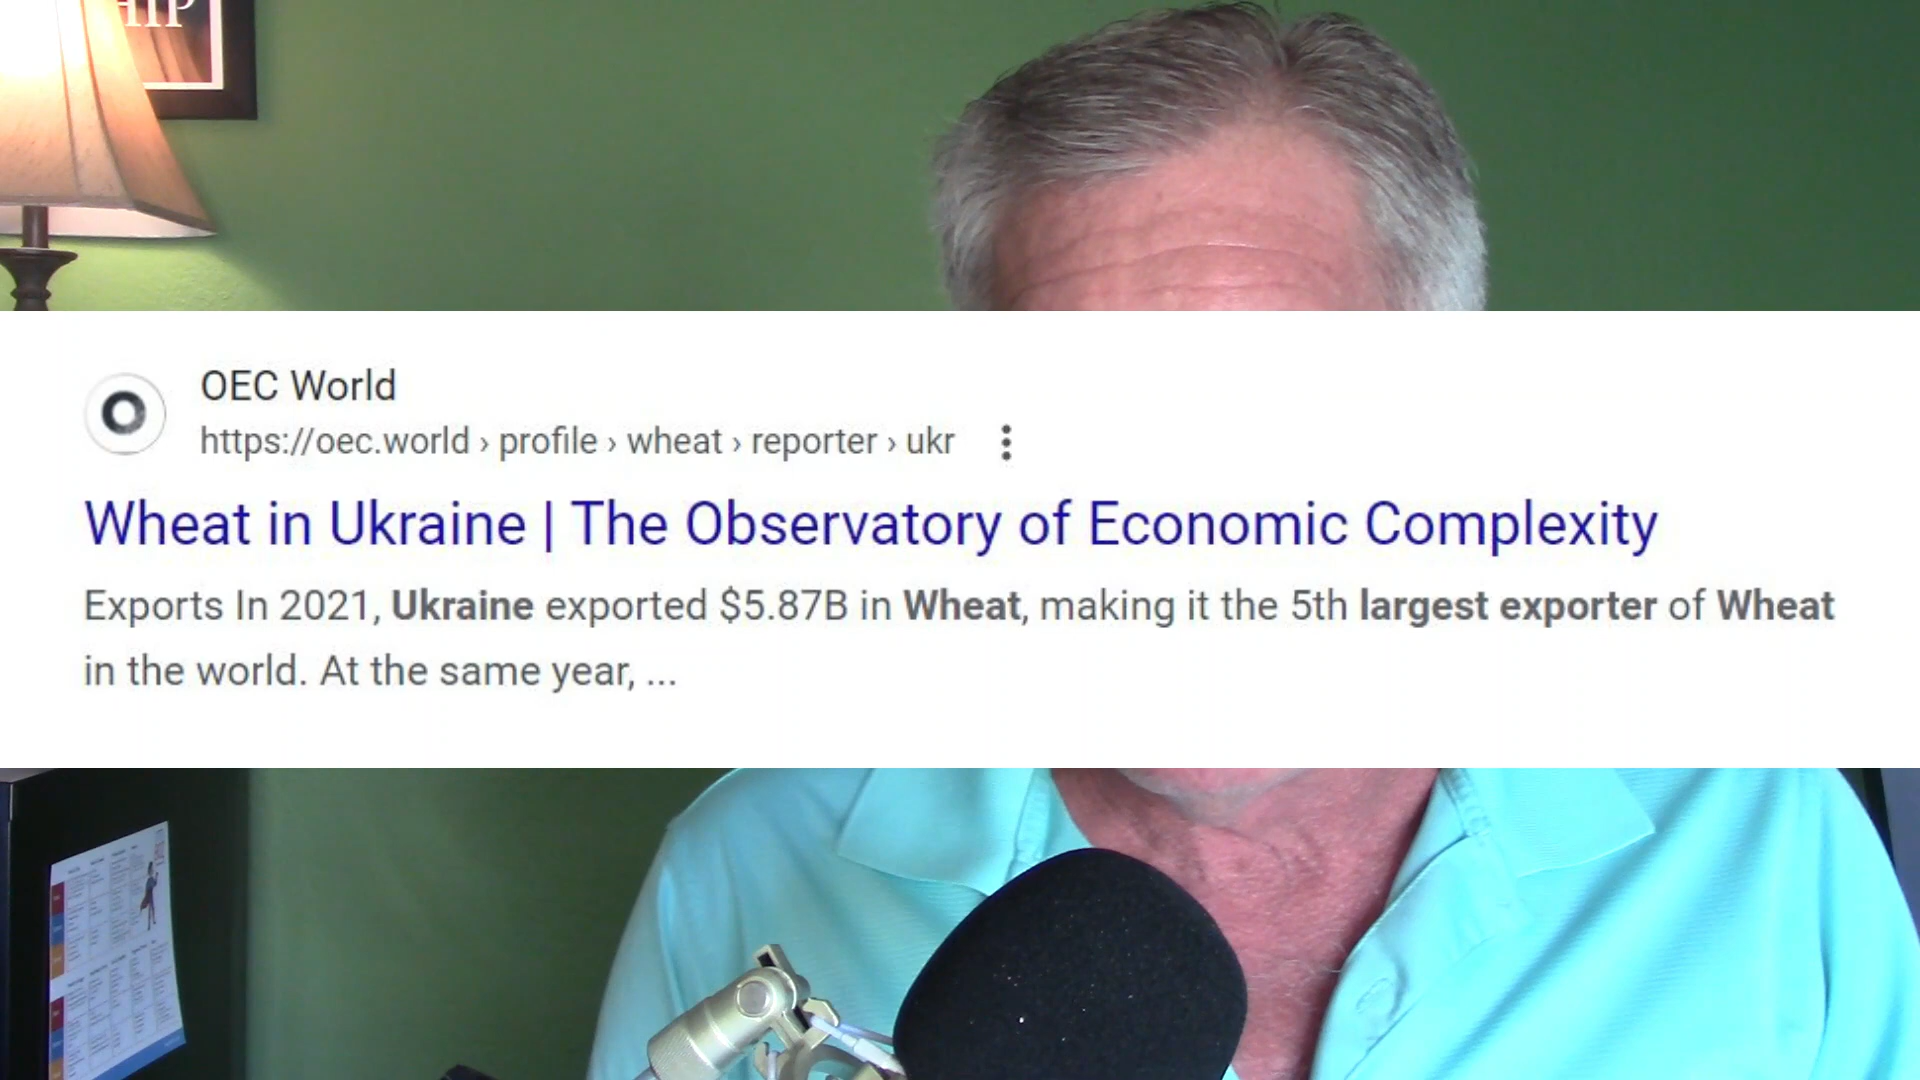 HIP
OEC World
https://oec.world › profile › wheat › reporter › ukr
Wheat in Ukraine | The Observatory of Economic Complexity
Exports In 2021, Ukraine exported $5.87B in Wheat, making it the 5th largest exporter of Wheat
in the world. At the same year, ...